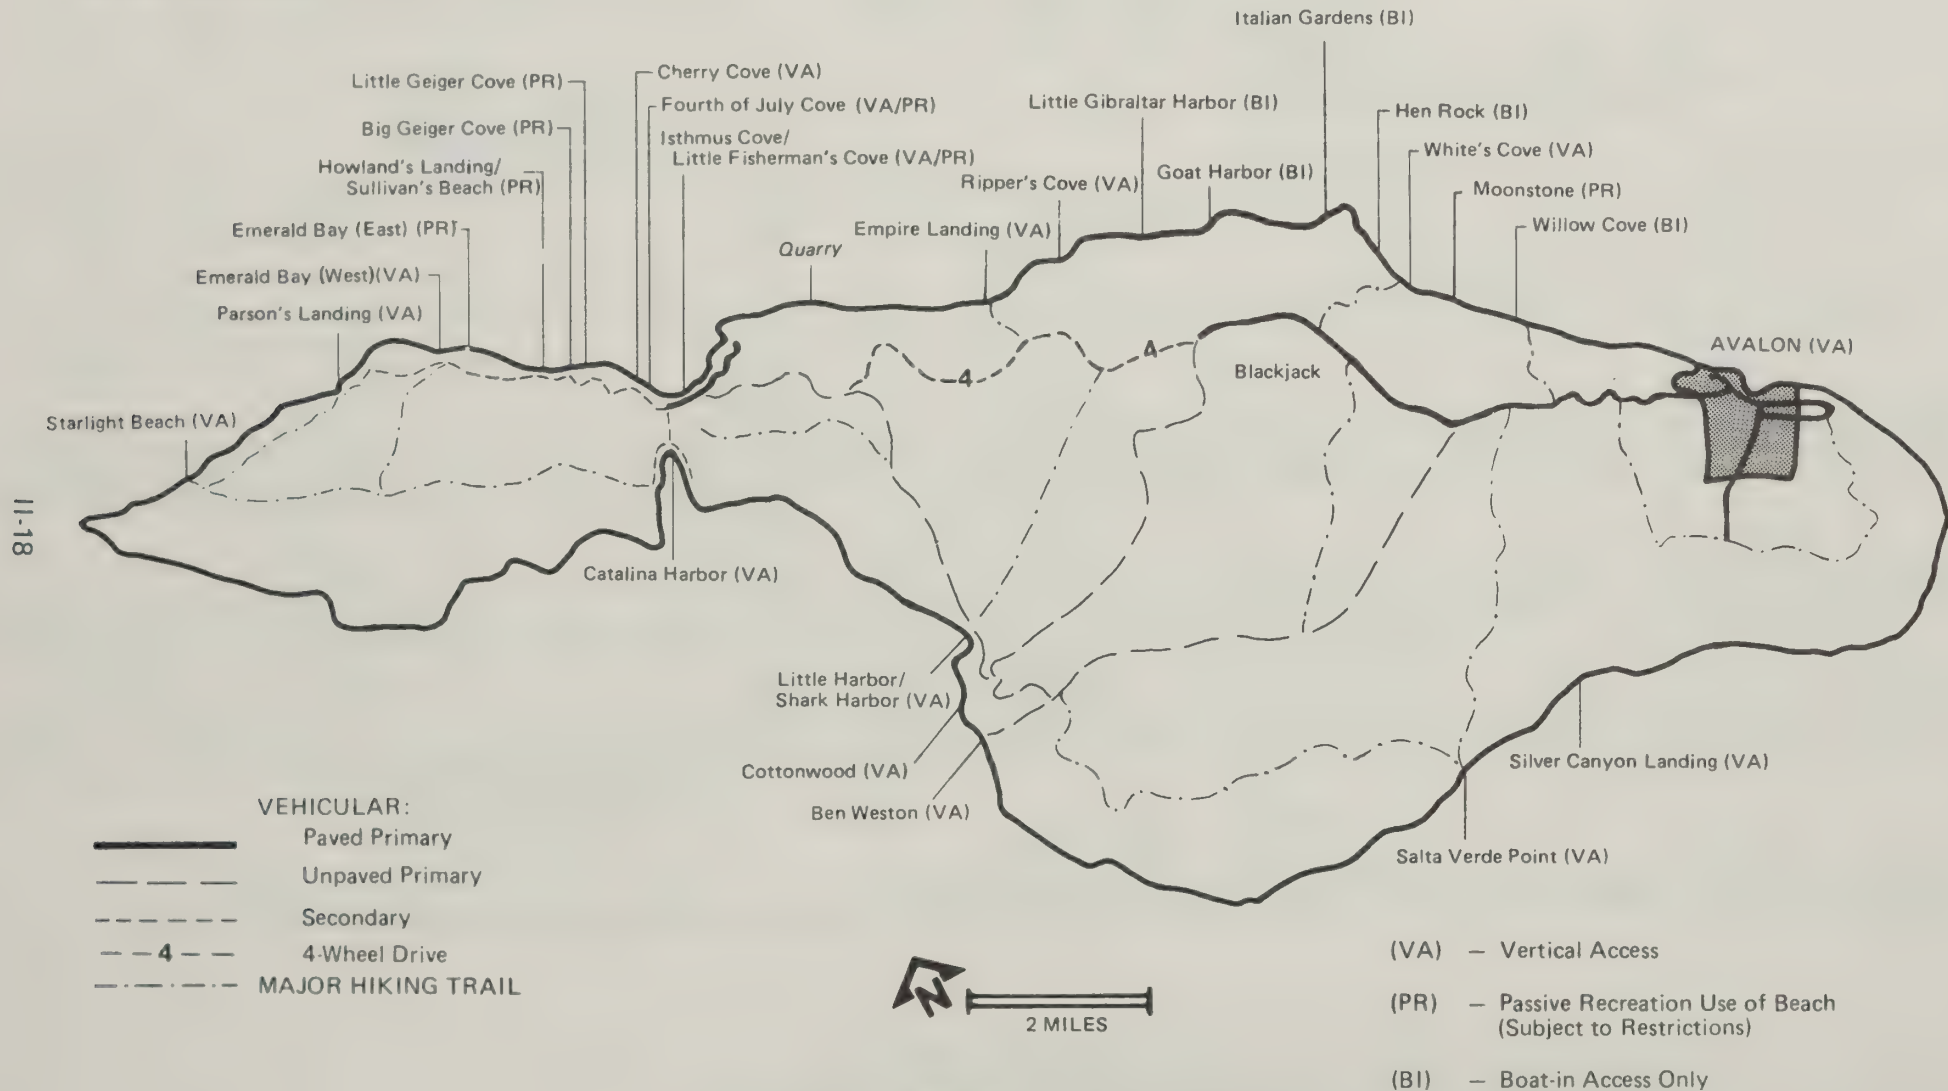 Italian Gardens (BI)
Little Geiger Cove (PR)
Cherry Cove (VA)
Fourth of July Cove (VA/PR)
Little Gibraltar Harbor (BI)
Hen Rock (BI)
Big Geiger Cove (PR)
Isthmus Cove/
Little Fisherman's Cove (VA/PR)
White's Cove (VA)
Howland's Landing/
Sullivan's Beach (PR)
Ripper's Cove (VA)
Goat Harbor (BI)
Moonstone (PR)
Emerald Bay (East) (PR)
Empire Landing (VA)
Willow Cove (BI)
Quarry
Emerald Bay (West)(VA)
Parson's Landing (VA)
AVALON (VA)
4
4
Blackjack
Starlight Beach (VA)
II-18
Catalina Harbor (VA)
Little Harbor/
Shark Harbor (VA)
Cottonwood (VA)
Ben Weston (VA)
Silver Canyon Landing (VA)
Salta Verde Point (VA)
VEHICULAR:
Paved Primary
Unpaved Primary
Secondary
4 4-Wheel Drive
MAJOR HIKING TRAIL
N
2 MILES
(VA) – Vertical Access
(PR) – Passive Recreation Use of Beach
(Subject to Restrictions)
(BI) – Boat-in Access Only